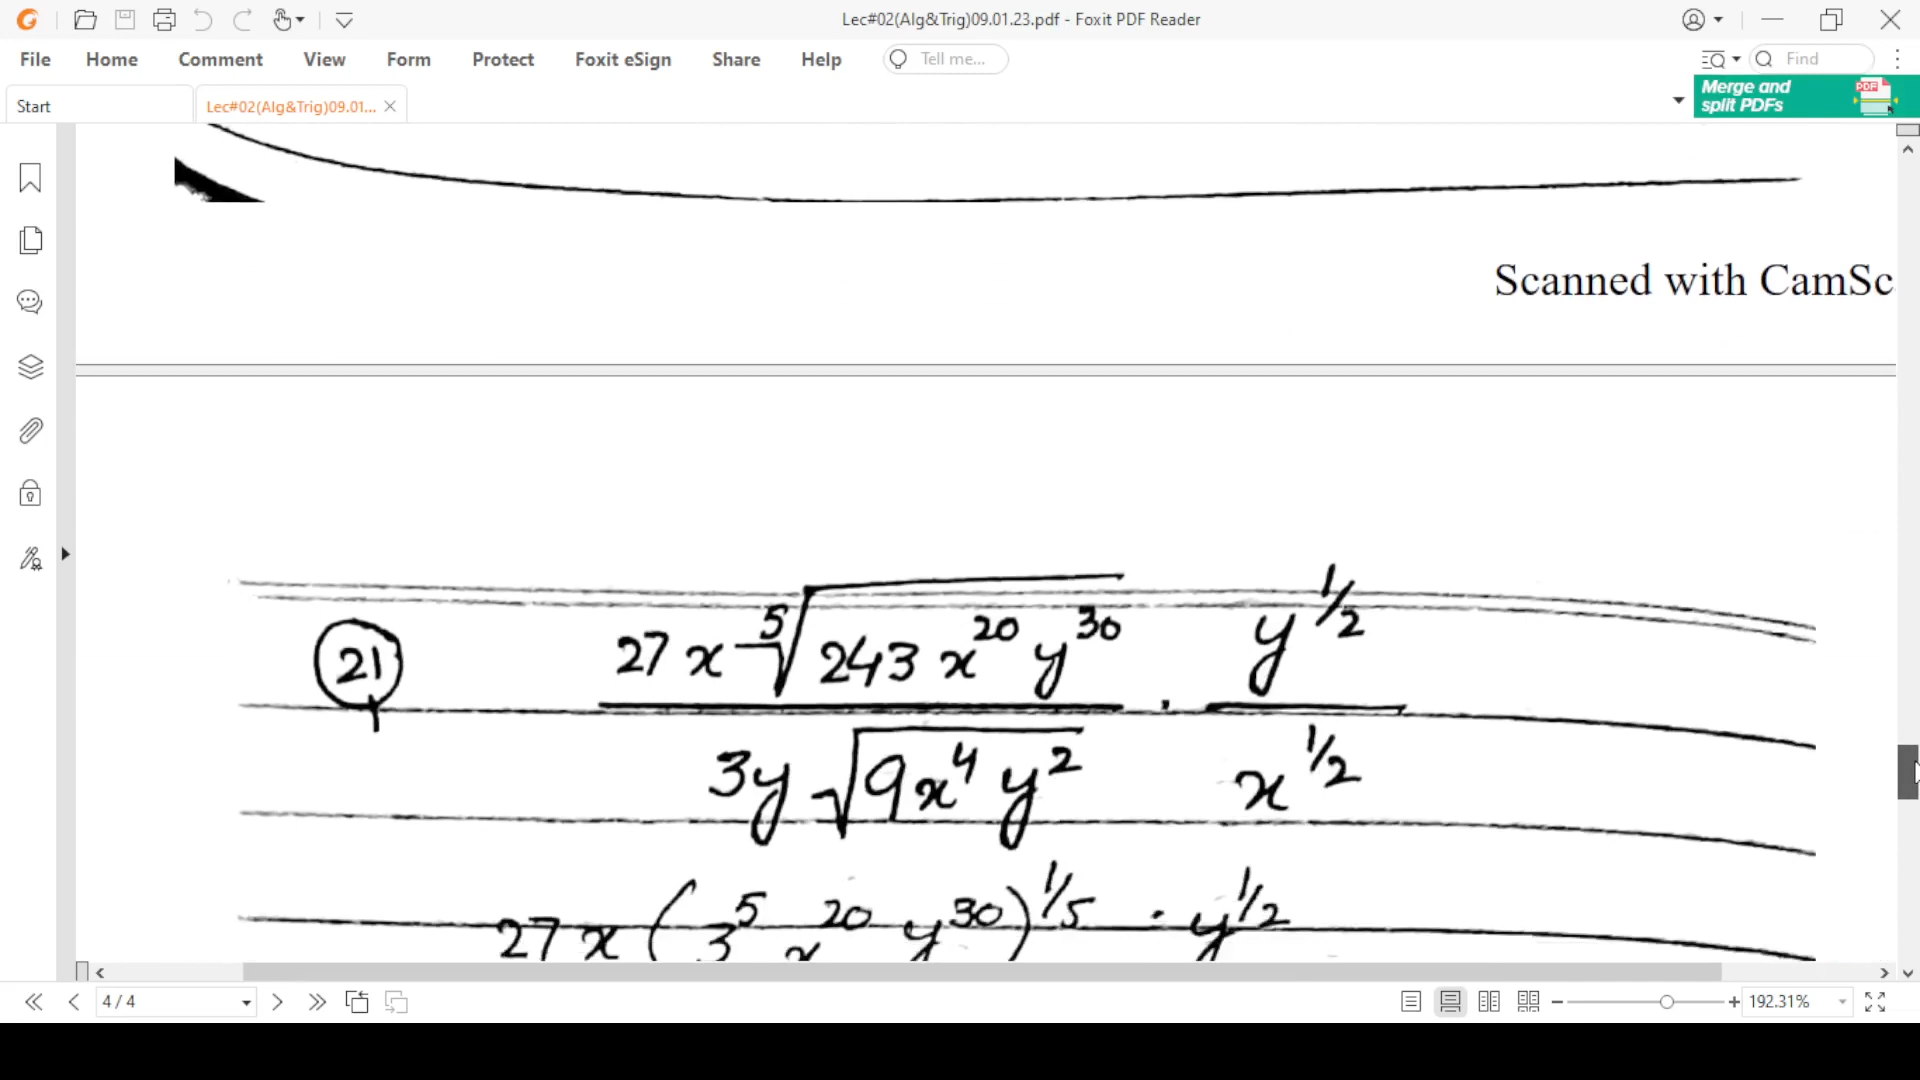 Lec#02(Alg&Trig)09.01.23.pdf - Foxit PDF Reader
File Home Comment View Form Protect Foxit eSign Share Help Tell me... Find
Start Lec#02(Alg&Trig)09.01...
Merge and
split PDFs
PDF
Scanned with CamSc
21
27 x ⁵√(243 x²⁰ y³⁰) . y^1/2
3y √(9x⁴ y²) x^1/2
27 x (3⁵ x²⁰ y³⁰)^1/5 . y^1/2
4 / 4 192.31%